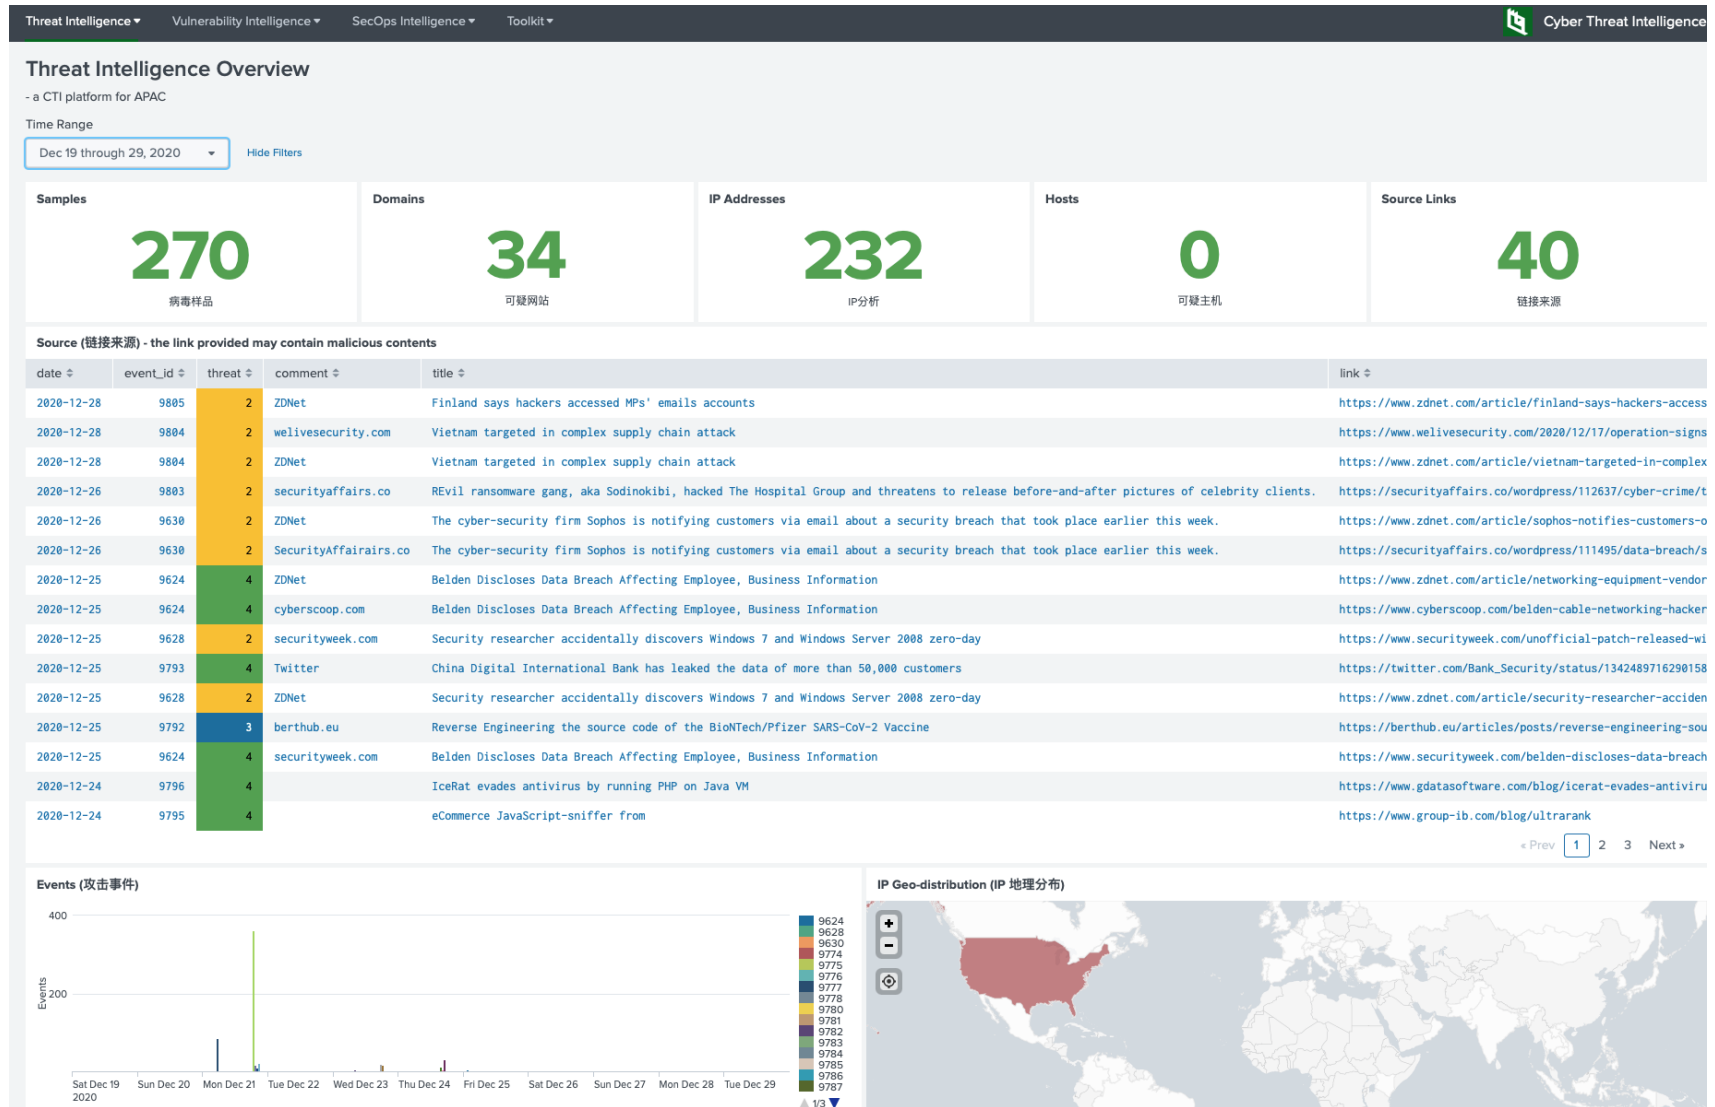 Threat Intelligence Vulnerability Intelligence SecOps Intelligence Toolkit Cyber Threat Intelligence
Threat Intelligence Overview
- a CTI platform for APAC
Time Range
Dec 19 through 29, 2020 Hide Filters
Samples Domains IP Addresses Hosts Source Links
270 34 232 0 40
病毒样品 可疑网站 IP分析 可疑主机 链接来源
Source (链接来源) - the link provided may contain malicious contents
date event_id threat comment title link
2020-12-28 9805 2 ZDNet Finland says hackers accessed MPs' emails accounts https://www.zdnet.com/article/finland-says-hackers-access
2020-12-28 9804 2 welivesecurity.com Vietnam targeted in complex supply chain attack https://www.welivesecurity.com/2020/12/17/operation-signs
2020-12-28 9804 2 ZDNet Vietnam targeted in complex supply chain attack https://www.zdnet.com/article/vietnam-targeted-in-complex
2020-12-26 9803 2 securityaffairs.co REvil ransomware gang, aka Sodinokibi, hacked The Hospital Group and threatens to release before-and-after pictures of celebrity clients. https://securityaffairs.co/wordpress/112637/cyber-crime/t
2020-12-26 9630 2 ZDNet The cyber-security firm Sophos is notifying customers via email about a security breach that took place earlier this week. https://www.zdnet.com/article/sophos-notifies-customers-o
2020-12-26 9630 2 SecurityAffairairs.co The cyber-security firm Sophos is notifying customers via email about a security breach that took place earlier this week. https://securityaffairs.co/wordpress/111495/data-breach/s
2020-12-25 9624 4 ZDNet Belden Discloses Data Breach Affecting Employee, Business Information https://www.zdnet.com/article/networking-equipment-vendor
2020-12-25 9624 4 cyberscoop.com Belden Discloses Data Breach Affecting Employee, Business Information https://www.cyberscoop.com/belden-cable-networking-hacker
2020-12-25 9628 2 securityweek.com Security researcher accidentally discovers Windows 7 and Windows Server 2008 zero-day https://www.securityweek.com/unofficial-patch-released-wi
2020-12-25 9793 4 Twitter China Digital International Bank has leaked the data of more than 50,000 customers https://twitter.com/Bank_Security/status/1342489716290158
2020-12-25 9628 2 ZDNet Security researcher accidentally discovers Windows 7 and Windows Server 2008 zero-day https://www.zdnet.com/article/security-researcher-acciden
2020-12-25 9792 3 berthub.eu Reverse Engineering the source code of the BioNTech/Pfizer SARS-CoV-2 Vaccine https://berthub.eu/articles/posts/reverse-engineering-sou
2020-12-25 9624 4 securityweek.com Belden Discloses Data Breach Affecting Employee, Business Information https://www.securityweek.com/belden-discloses-data-breach
2020-12-24 9796 4 IceRat evades antivirus by running PHP on Java VM https://www.gdatasoftware.com/blog/icerat-evades-antiviru
2020-12-24 9795 4 eCommerce JavaScript-sniffer from https://www.group-ib.com/blog/ultrarank
« Prev 1 2 3 Next »
Events (攻击事件) IP Geo-distribution (IP 地理分布)
400
200
Events
Sat Dec 19 Sun Dec 20 Mon Dec 21 Tue Dec 22 Wed Dec 23 Thu Dec 24 Fri Dec 25 Sat Dec 26 Sun Dec 27 Mon Dec 28 Tue Dec 29
2020
9624
9628
9630
9774
9775
9776
9777
9778
9780
9781
9782
9783
9784
9785
9786
9787
1/3
+
−